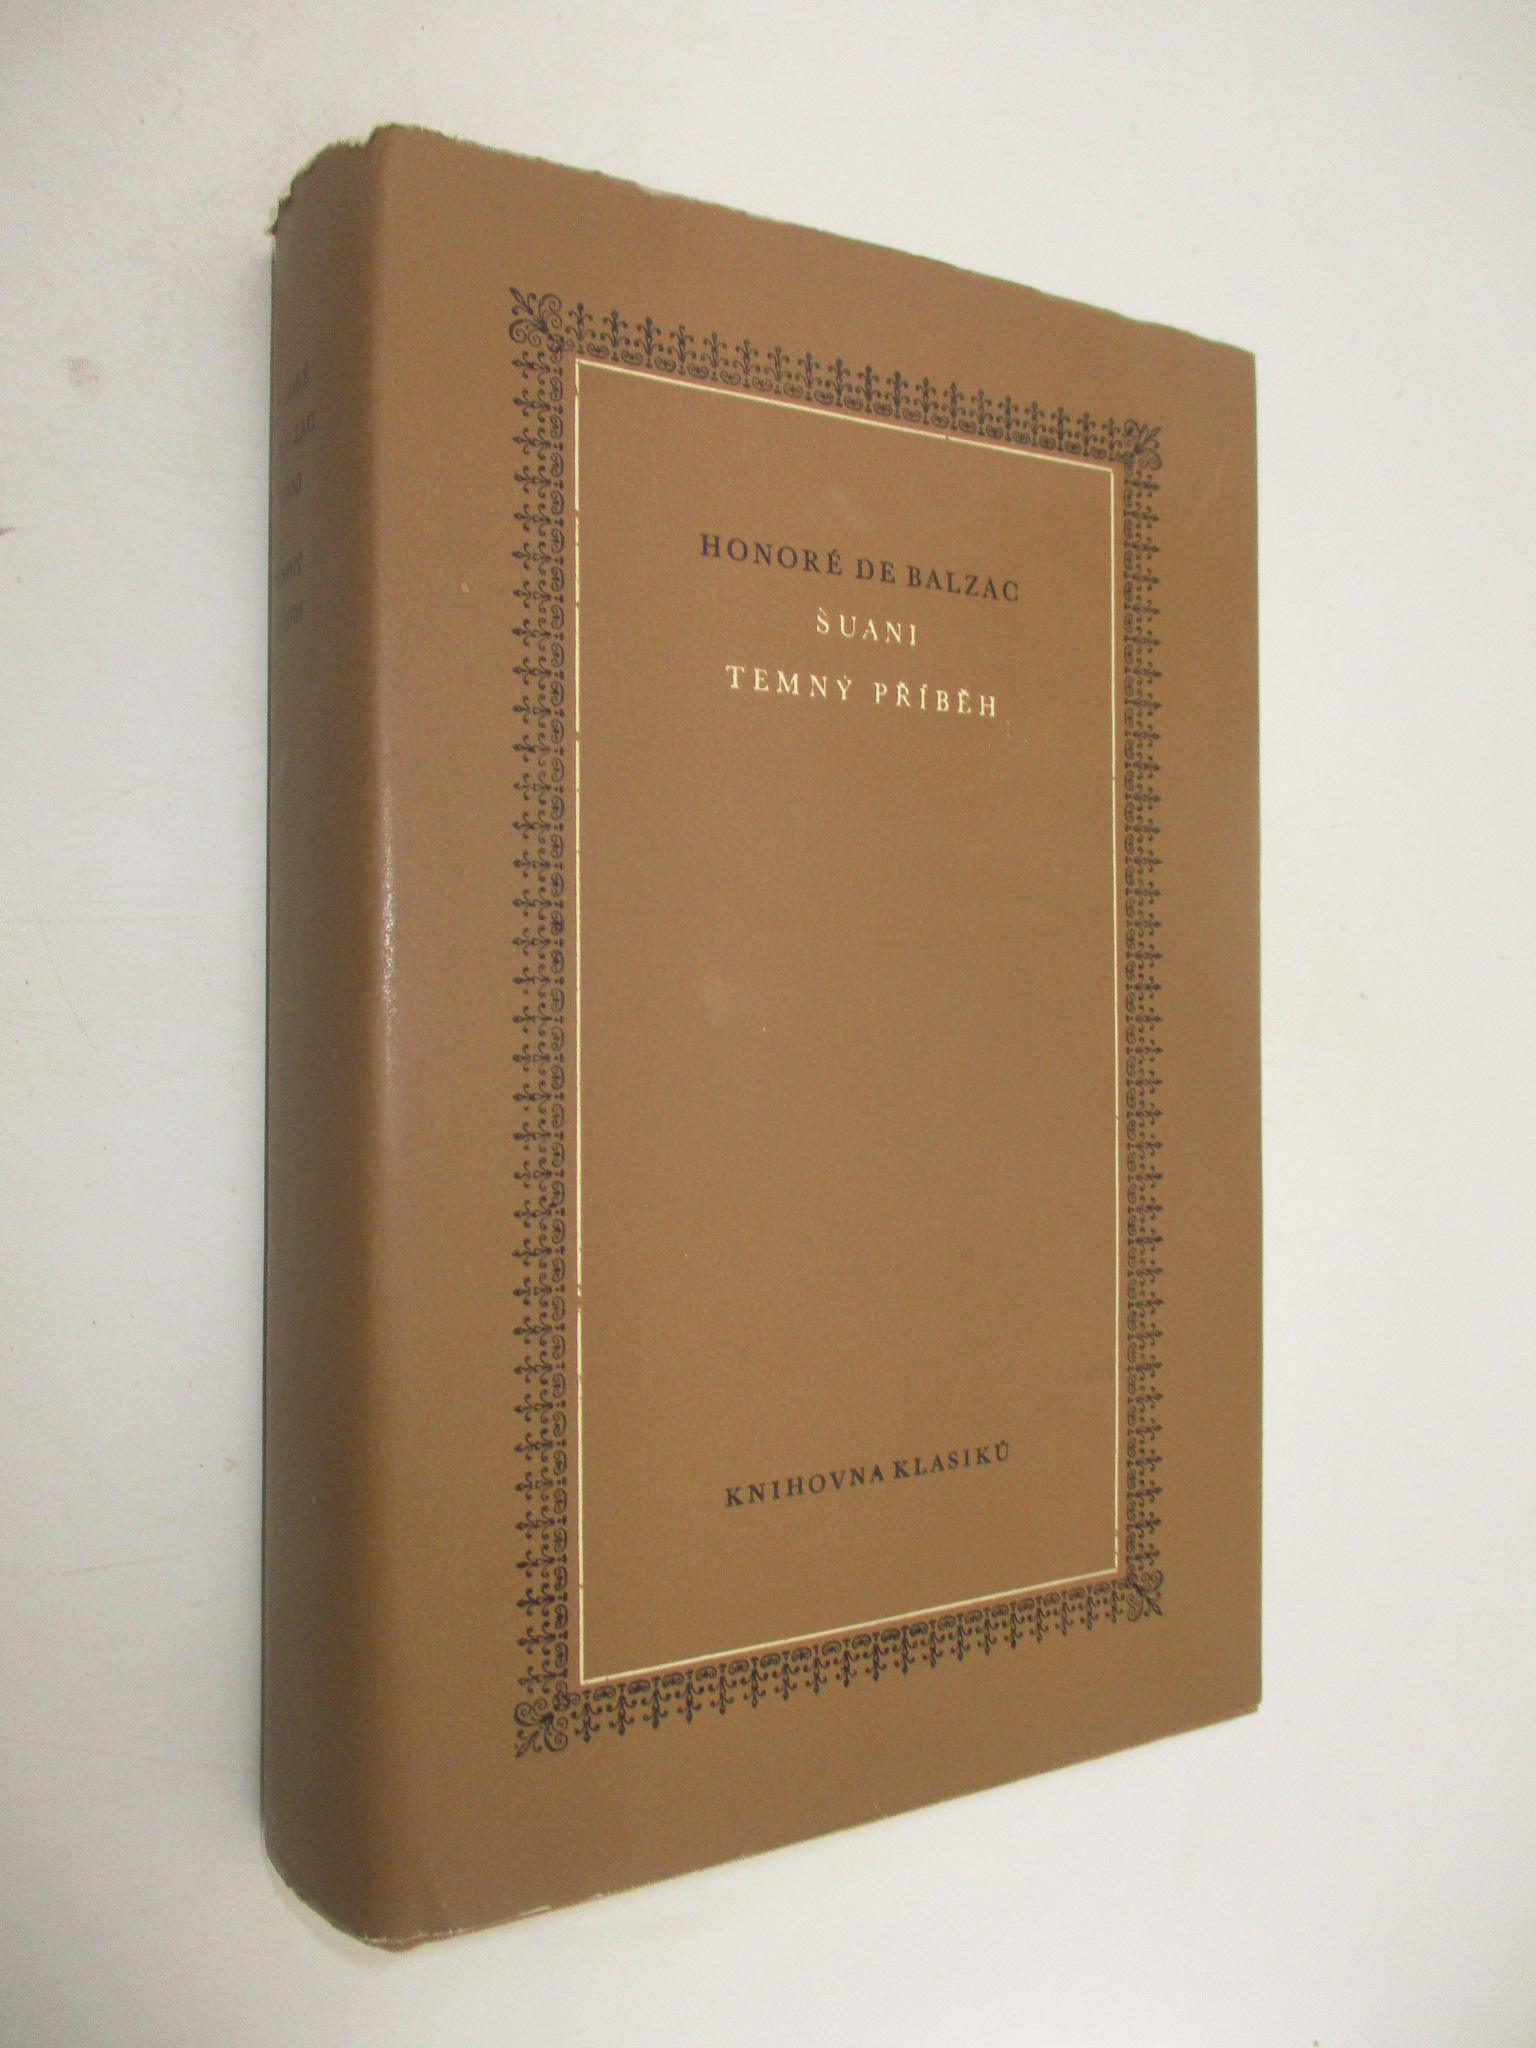 HONORÉ DE BALZAC
ŠUANI
TEMNÝ PŘÍBĚH
KNIHOVNA KLASIKŮ